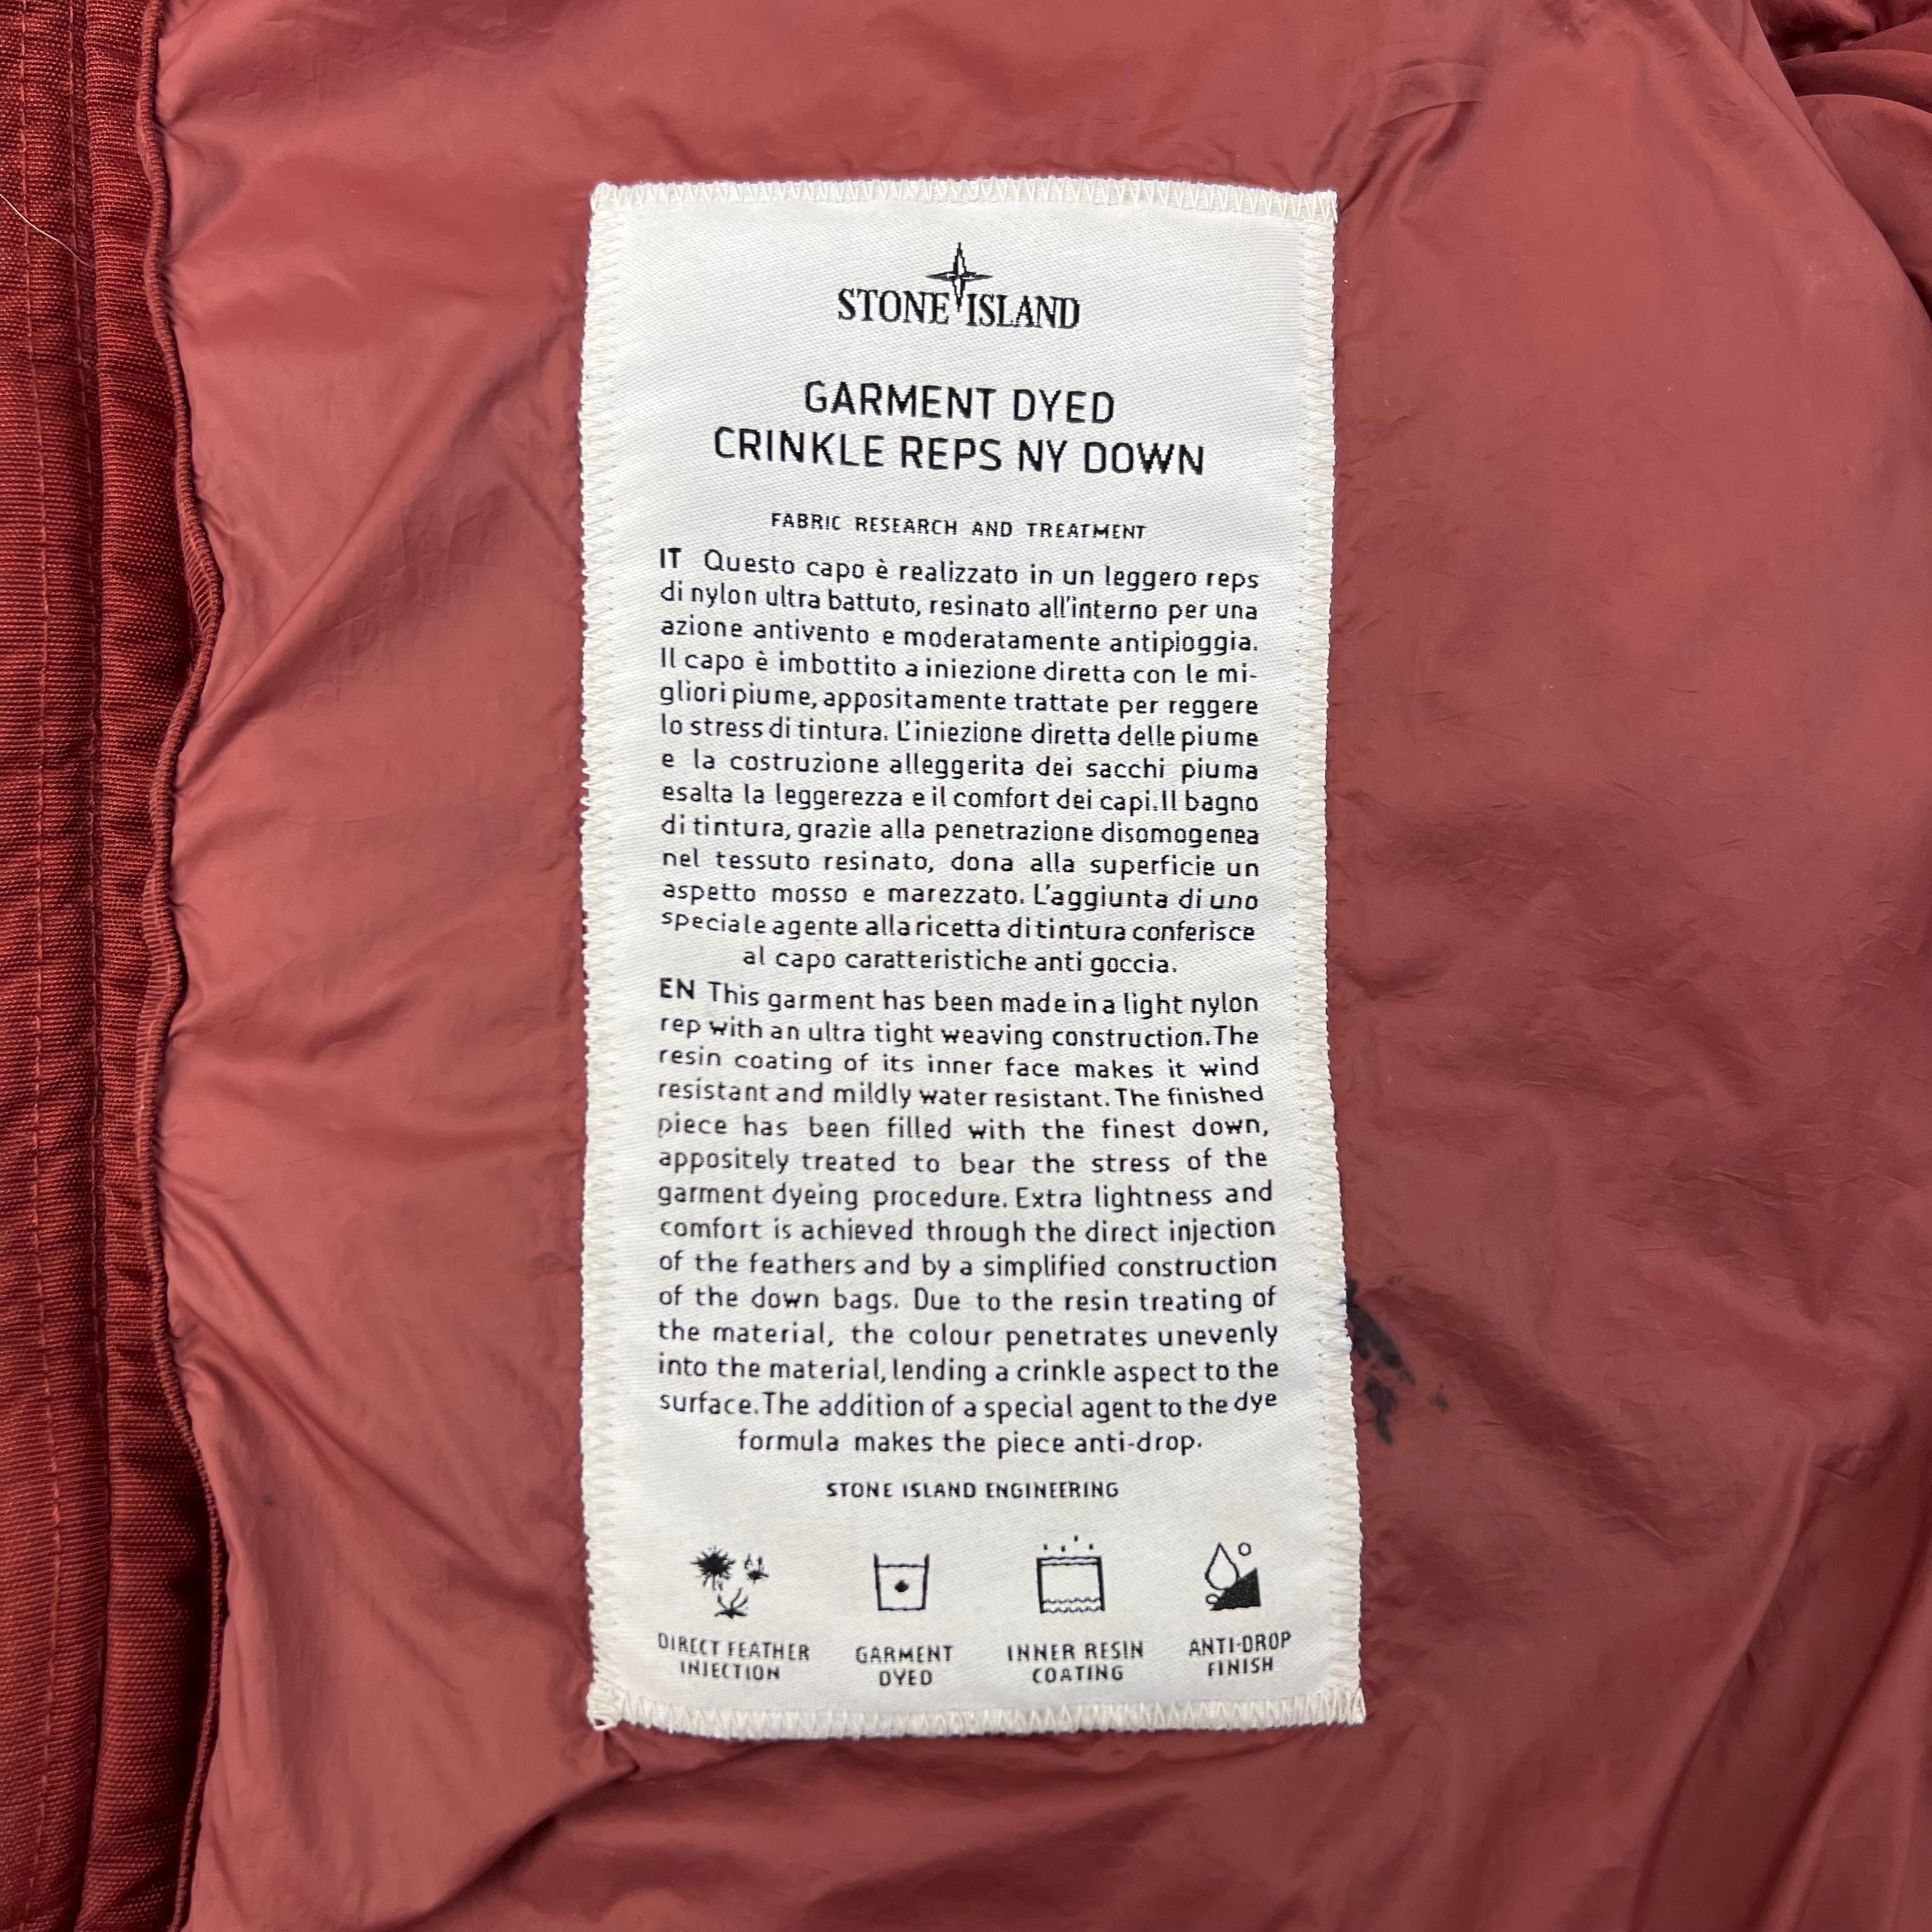 STONE ISLAND
GARMENT DYED
CRINKLE REPS NY DOWN
FABRIC RESEARCH AND TREATMENT
IT Questo capo è realizzato in un leggero reps
di nylon ultra battuto, resinato all'interno per una
azione antivento e moderatamente antipioggia.
Il capo è imbottito a iniezione diretta con le mi-
gliori piume, appositamente trattate per reggere
lo stress di tintura. L'iniezione diretta delle piume
e la costruzione alleggerita dei sacchi piuma
esalta la leggerezza e il comfort dei capi. Il bagno
di tintura, grazie alla penetrazione disomogenea
nel tessuto resinato, dona alla superficie un
aspetto mosso e marezzato. L'aggiunta di uno
speciale agente alla ricetta di tintura conferisce
al capo caratteristiche anti goccia.
EN This garment has been made in a light nylon
rep with an ultra tight weaving construction. The
resin coating of its inner face makes it wind
resistant and mildly water resistant. The finished
piece has been filled with the finest down,
appositely treated to bear the stress of the
garment dyeing procedure. Extra lightness and
comfort is achieved through the direct injection
of the feathers and by a simplified construction
of the down bags. Due to the resin treating of
the material, the colour penetrates unevenly
into the material, lending a crinkle aspect to the
surface. The addition of a special agent to the dye
formula makes the piece anti-drop.
STONE ISLAND ENGINEERING
DIRECT FEATHER
INJECTION
GARMENT
DYED
INNER RESIN
COATING
ANTI-DROP
FINISH